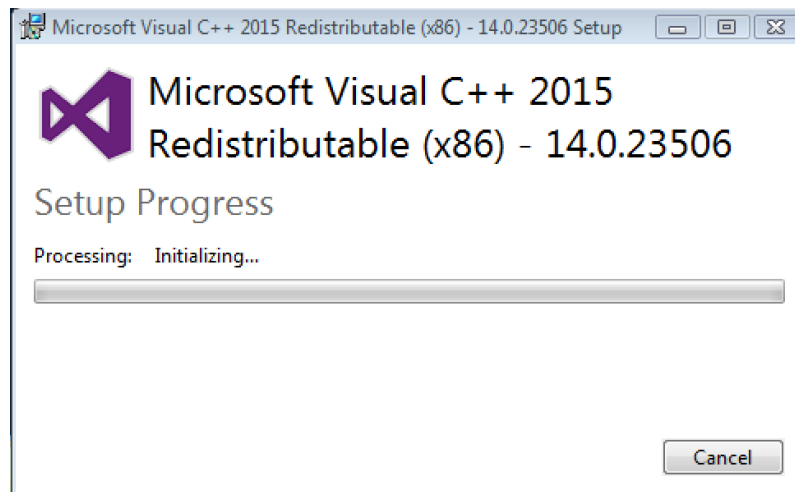 Microsoft Visual C++ 2015 Redistributable (x86) - 14.0.23506 Setup
Microsoft Visual C++ 2015
Redistributable (x86) - 14.0.23506
Setup Progress
Processing: Initializing...
Cancel